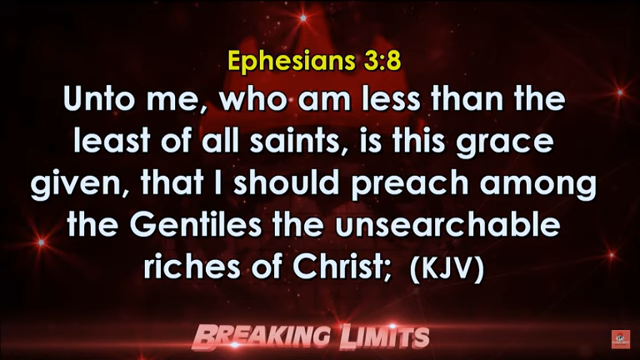 Ephesians 3:8
Unto me, who am less than the
least of all saints, is this grace
given, that I should preach among
the Gentiles the unsearchable
riches of Christ; (KJV)
BREAKING LIMITS